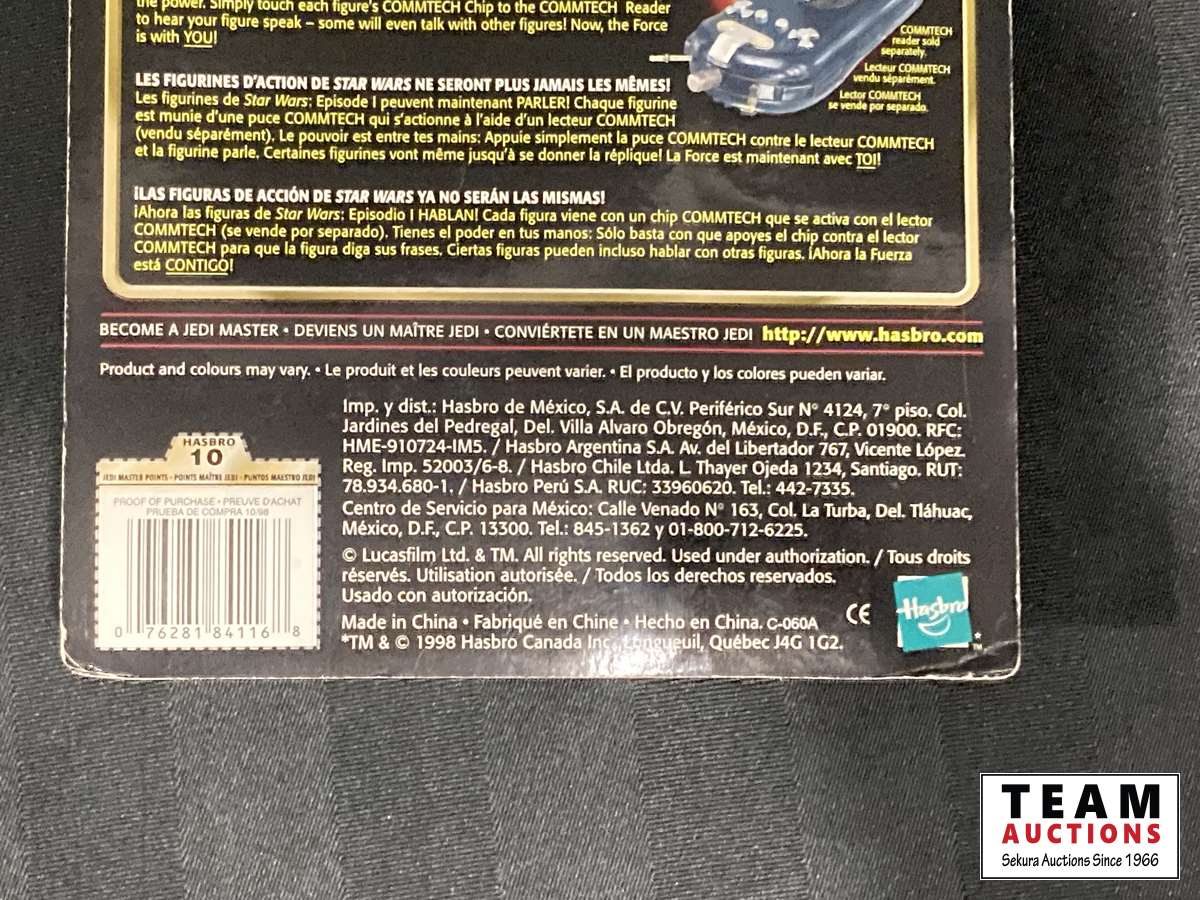 the power. Simply touch each figure's COMMTECH Chip to the COMMTECH Reader
to hear your figure speak – some will even talk with other figures! Now, the Force
is with YOU!
COMMTECH
reader sold
separately.
Lecteur COMMTECH
vendu séparément.
Lector COMMTECH
se vende por separado.
LES FIGURINES D'ACTION DE STAR WARS NE SERONT PLUS JAMAIS LES MÊMES!
Les figurines de Star Wars: Episode I peuvent maintenant PARLER! Chaque figurine
est munie d'une puce COMMTECH qui s'actionne à l'aide d'un lecteur COMMTECH
(vendu séparément). Le pouvoir est entre tes mains: Appuie simplement la puce COMMTECH contre le lecteur COMMTECH
et la figurine parle. Certaines figurines vont même jusqu'à se donner la réplique! La Force est maintenant avec TOI!
¡LAS FIGURAS DE ACCIÓN DE STAR WARS YA NO SERÁN LAS MISMAS!
¡Ahora las figuras de Star Wars: Episodio I HABLAN! Cada figura viene con un chip COMMTECH que se activa con el lector
COMMTECH (se vende por separado). Tienes el poder en tus manos: Sólo basta con que apoyes el chip contra el lector
COMMTECH para que la figura diga sus frases. Ciertas figuras pueden incluso hablar con otras figuras. ¡Ahora la Fuerza
está CONTIGO!
BECOME A JEDI MASTER • DEVIENS UN MAÎTRE JEDI • CONVIÉRTETE EN UN MAESTRO JEDI http://www.hasbro.com
Product and colours may vary. • Le produit et les couleurs peuvent varier. • El producto y los colores pueden variar.
HASBRO
10
JEDI MASTER POINTS • POINTS MAÎTRE JEDI • PUNTOS MAESTRO JEDI
PROOF OF PURCHASE • PREUVE D'ACHAT
PRUEBA DE COMPRA 10/98
0 76281 84116 8
Imp. y dist.: Hasbro de México, S.A. de C.V. Periférico Sur N° 4124, 7° piso. Col.
Jardines del Pedregal, Del. Villa Alvaro Obregón, México, D.F., C.P. 01900. RFC:
HME-910724-IM5. / Hasbro Argentina S.A. Av. del Libertador 767, Vicente López.
Reg. Imp. 52003/6-8. / Hasbro Chile Ltda. L. Thayer Ojeda 1234, Santiago. RUT:
78.934.680-1. / Hasbro Perú S.A. RUC: 33960620. Tel.: 442-7335.
Centro de Servicio para México: Calle Venado N° 163, Col. La Turba, Del. Tláhuac,
México, D.F., C.P. 13300. Tel.: 845-1362 y 01-800-712-6225.
© Lucasfilm Ltd. & TM. All rights reserved. Used under authorization. / Tous droits
réservés. Utilisation autorisée. / Todos los derechos reservados.
Usado con autorización.
Made in China • Fabriqué en Chine • Hecho en China. C-060A
*TM & © 1998 Hasbro Canada Inc., Longueuil, Québec J4G 1G2.
CE
Hasbro
*
TM
TEAM
AUCTIONS
Sekura Auctions Since 1966